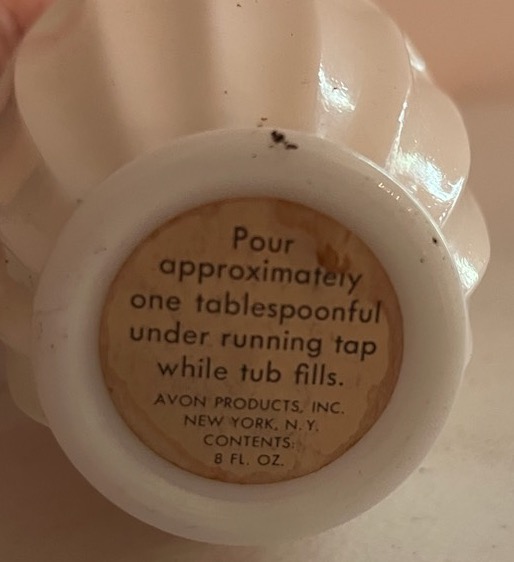 Pour
approximately
one tablespoonful
under running tap
while tub fills.
AVON PRODUCTS, INC.
NEW YORK, N.Y.
CONTENTS:
8 FL. OZ.